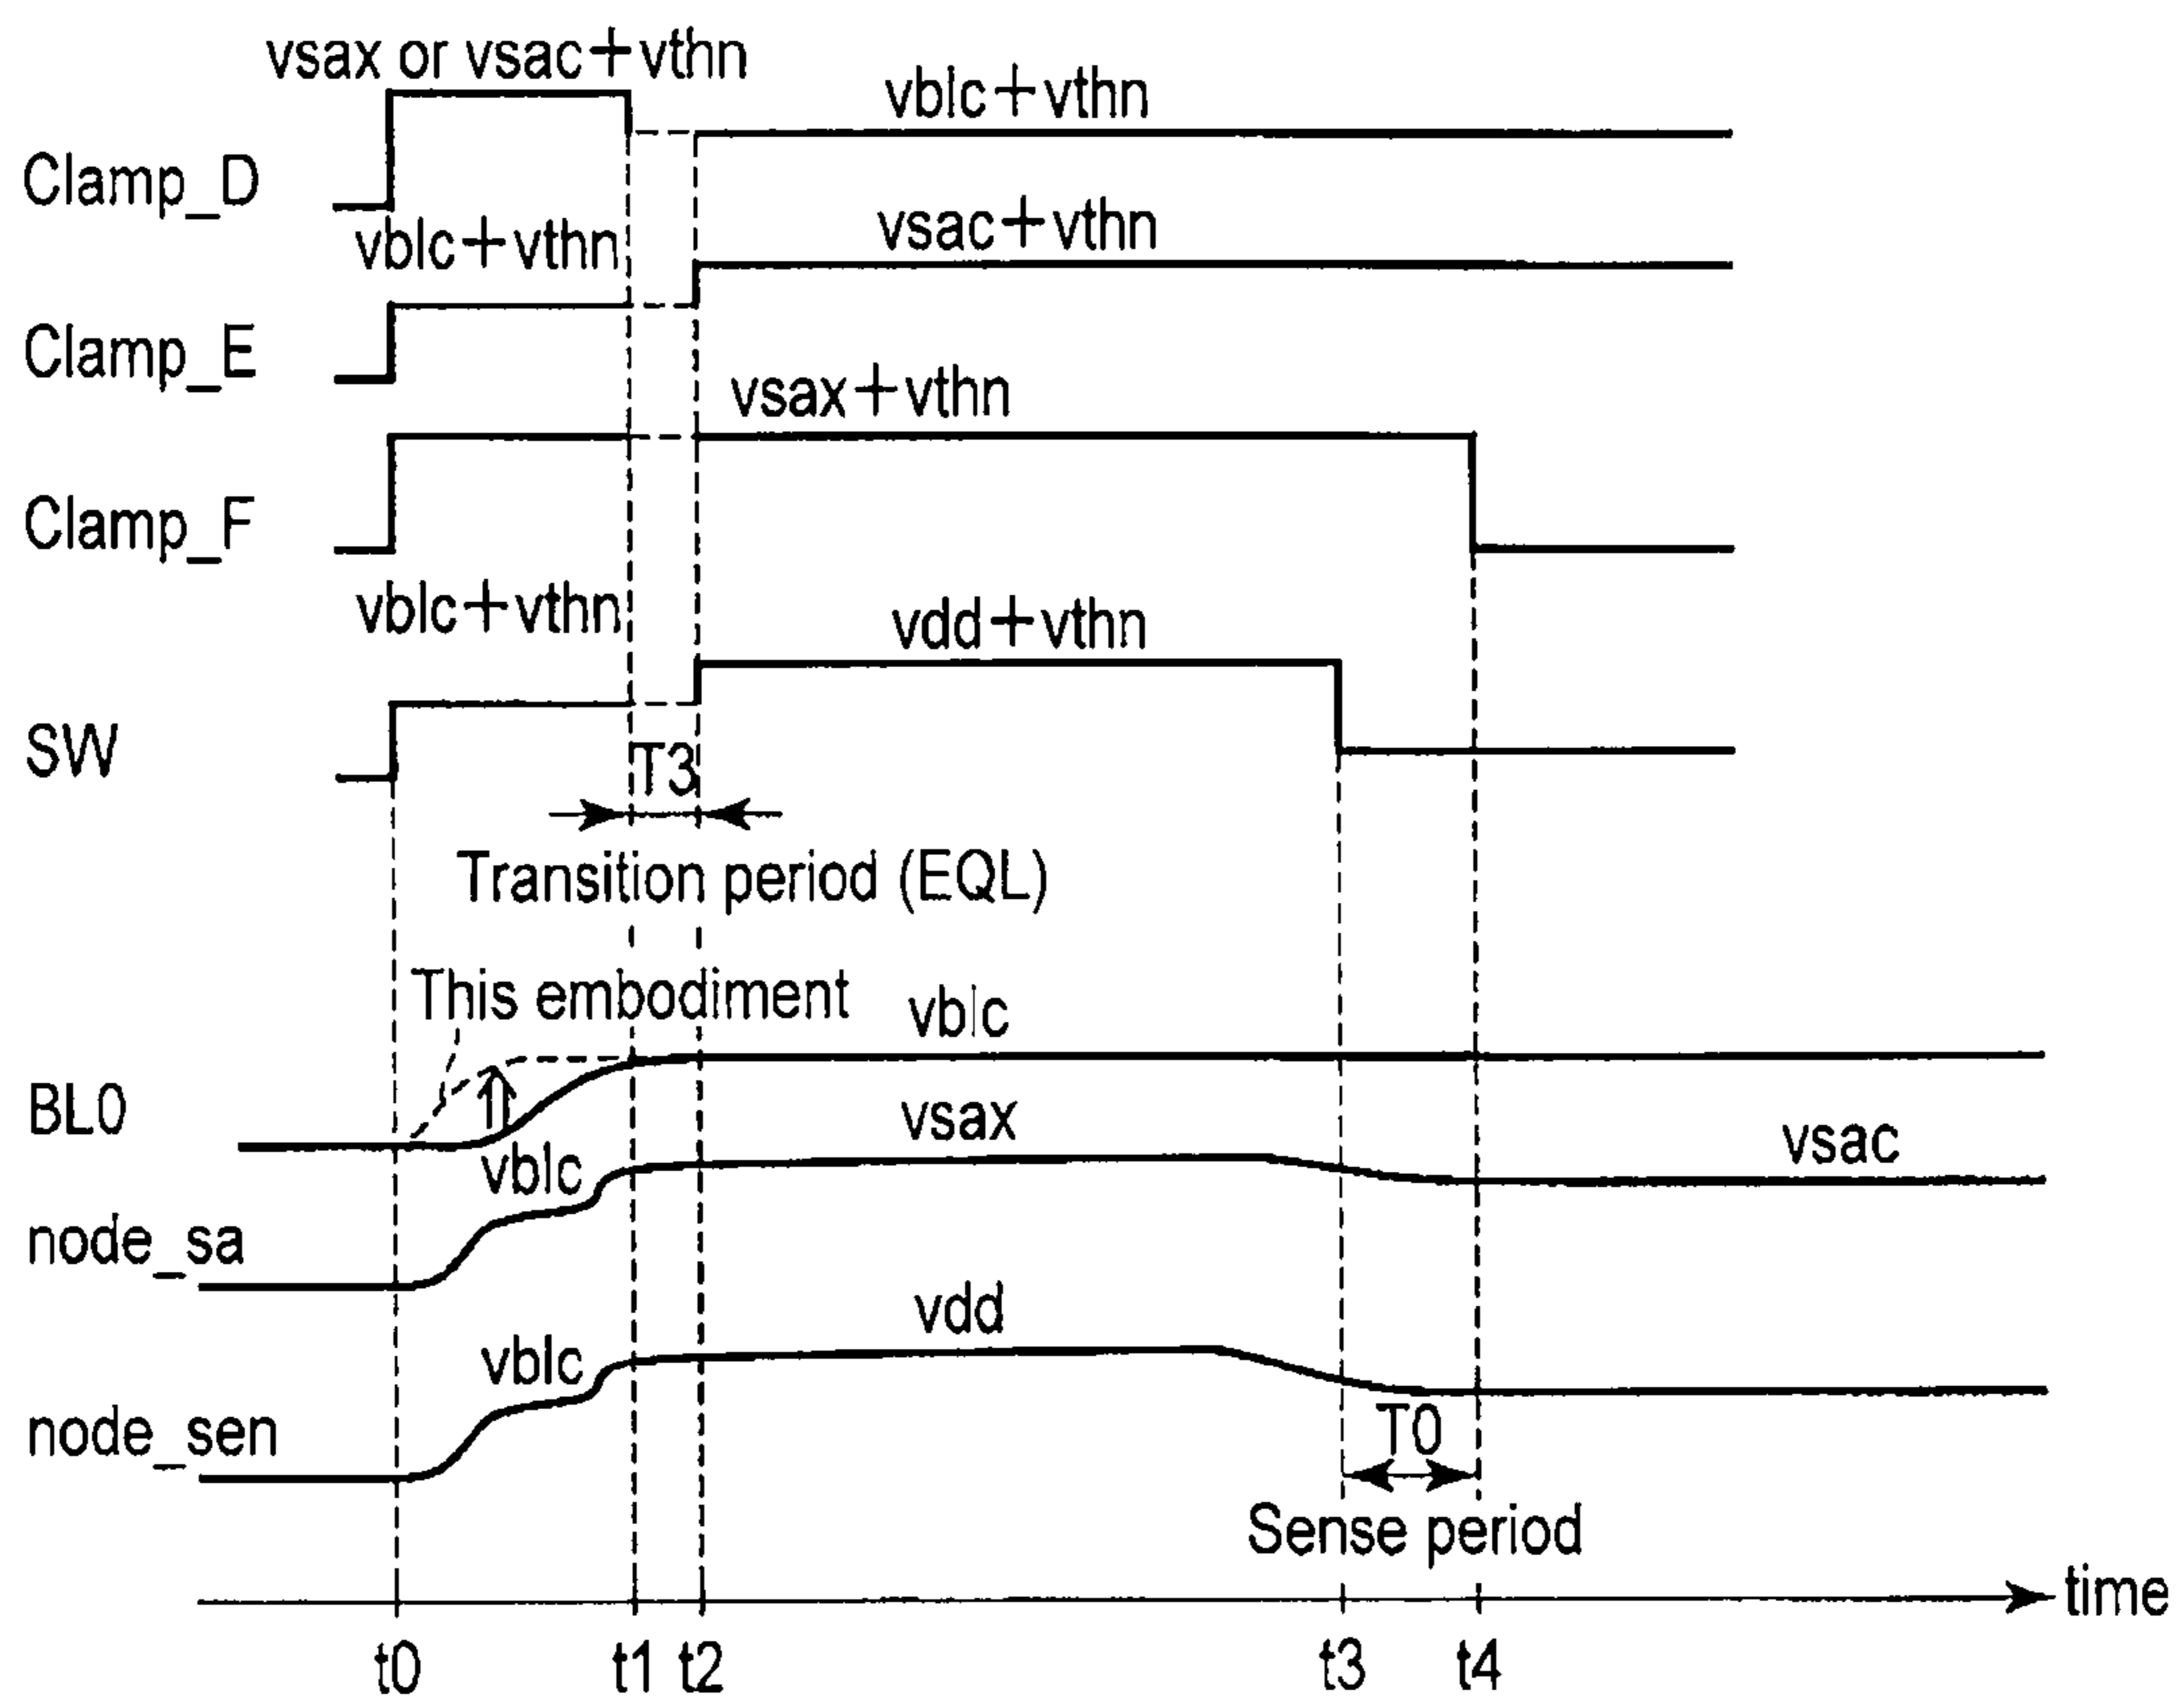 vsax or vsac+vthn
vblc+vthn
Clamp_D
vblc+vthn
vsac+vthn
Clamp_E
vsax+vthn
Clamp_F
vblc+vthn
vdd+vthn
SW
T3
Transition period (EQL)
This embodiment
vblc
BL0
vblc
vsax
vsac
node_sa
vdd
vblc
node_sen
T0
Sense period
time
t0 t1 t2 t3 t4